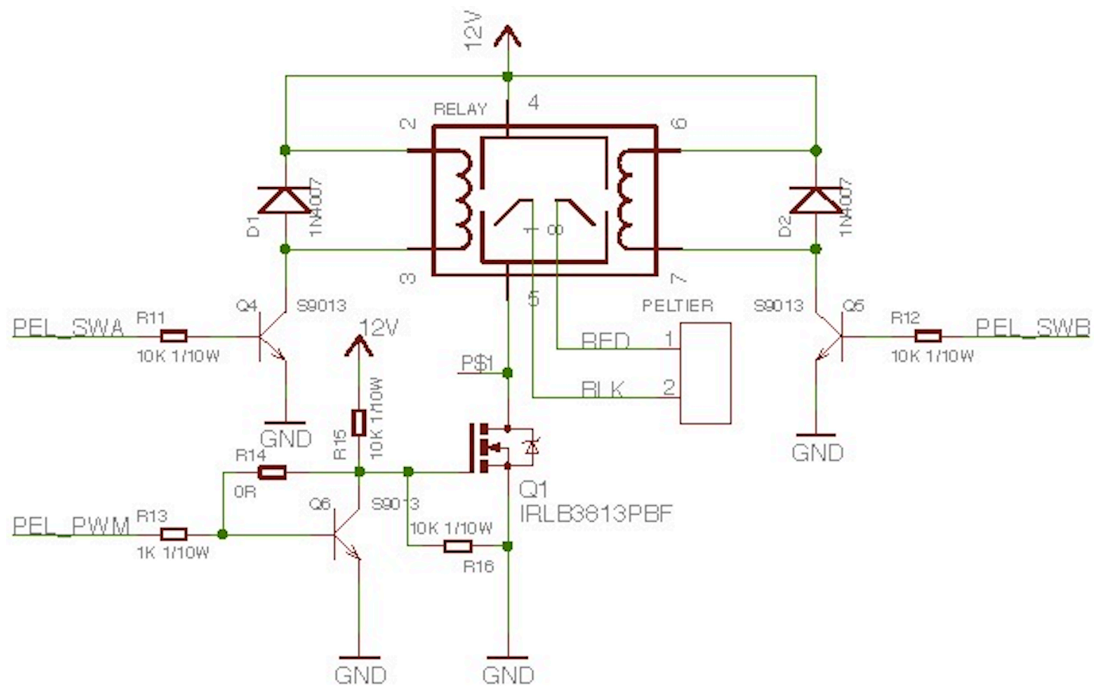 12V
RELAY
4
2
6
D1
1N4007
D2
1N4007
1
8
3
7
5
PELTIER
Q4
S9013
S9013
Q5
R11
PEL_SWA
10K 1/10W
R12
PEL_SWB
10K 1/10W
12V
RED
1
P$1
BLK
2
R15
10K 1/10W
GND
GND
R14
0R
Q6
S9013
Q1
IRLB3813PBF
R13
PEL_PWM
1K 1/10W
10K 1/10W
R16
GND
GND